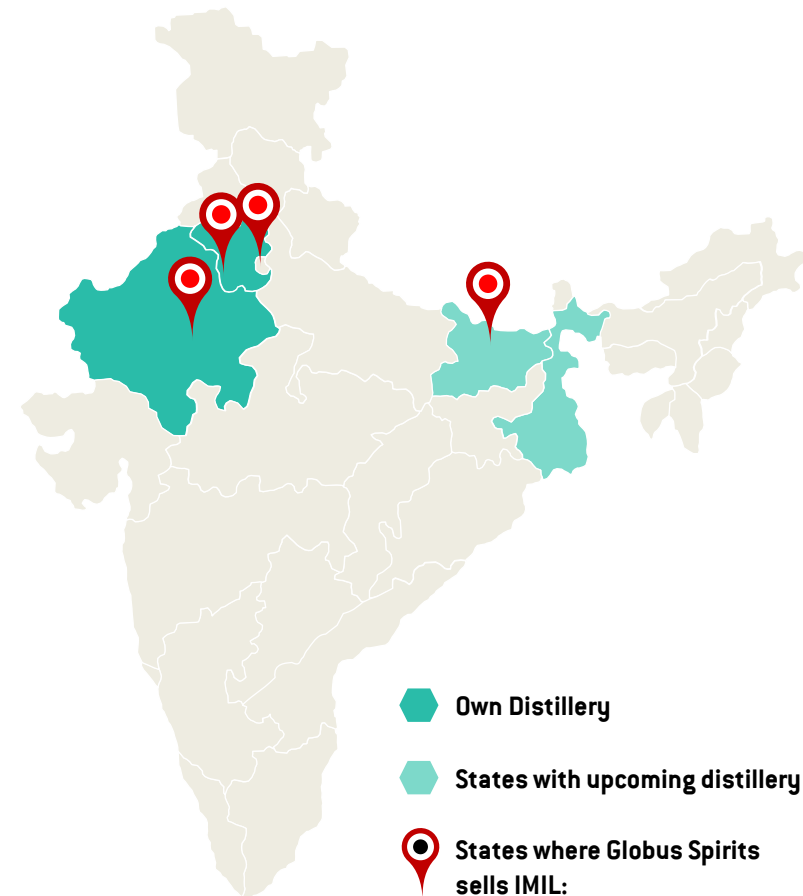 Own Distillery
States with upcoming distillery
States where Globus Spirits
sells IMIL: